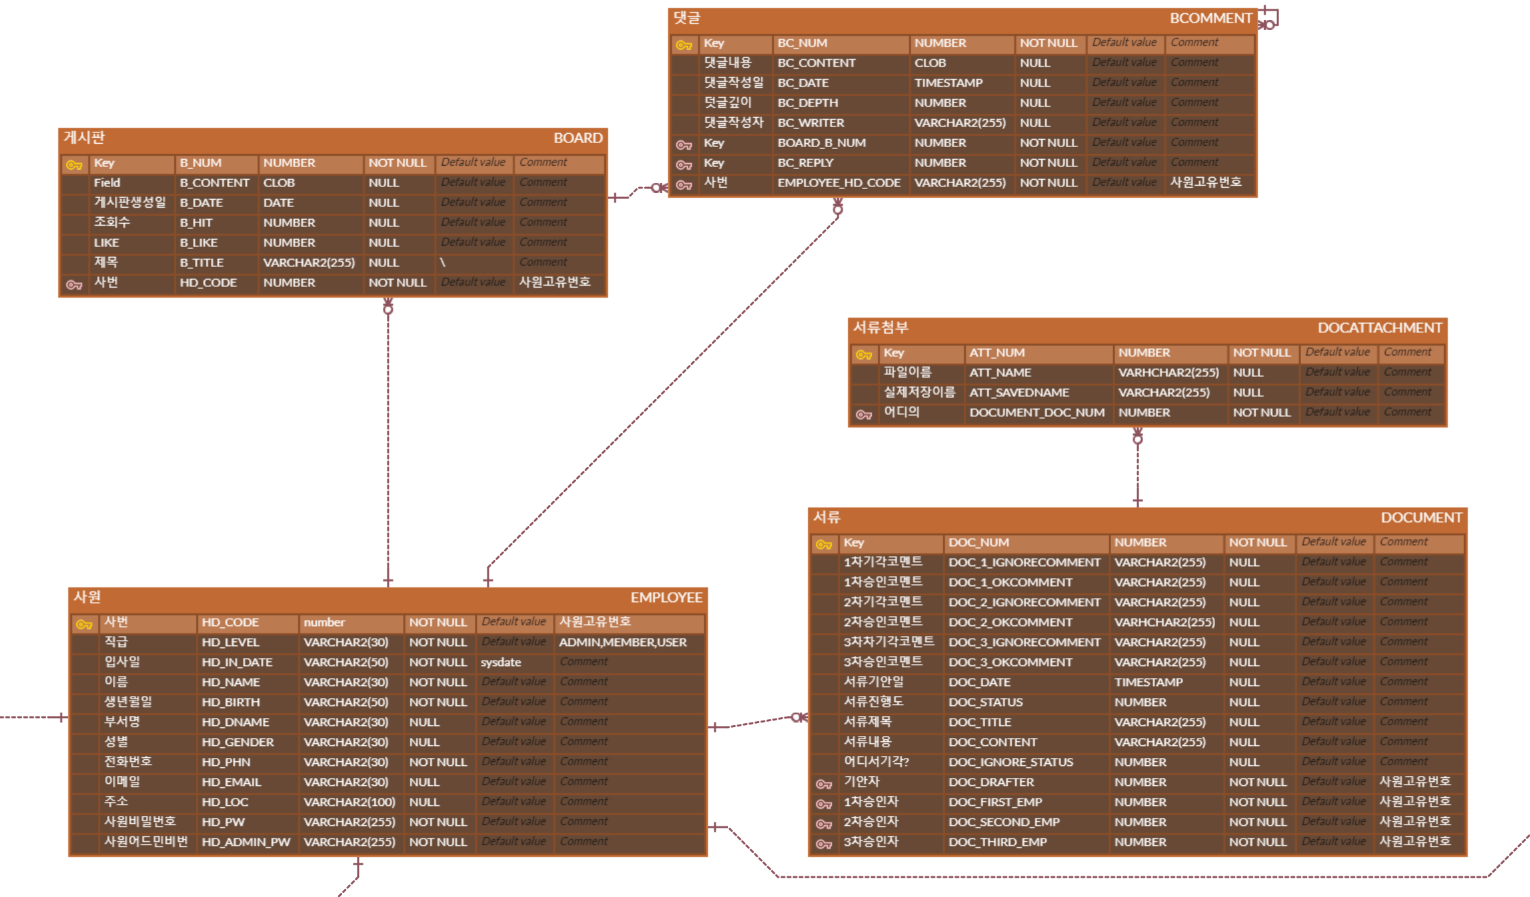 댓글 BCOMMENT
Key BC_NUM NUMBER NOT NULL Default value Comment
댓글내용 BC_CONTENT CLOB NULL Default value Comment
댓글작성일 BC_DATE TIMESTAMP NULL Default value Comment
덧글깊이 BC_DEPTH NUMBER NULL Default value Comment
댓글작성자 BC_WRITER VARCHAR2(255) NULL Default value Comment
Key BOARD_B_NUM NUMBER NOT NULL Default value Comment
Key BC_REPLY NUMBER NOT NULL Default value Comment
사번 EMPLOYEE_HD_CODE VARCHAR2(255) NOT NULL Default value 사원고유번호
게시판 BOARD
Key B_NUM NUMBER NOT NULL Default value Comment
Field B_CONTENT CLOB NULL Default value Comment
게시판생성일 B_DATE DATE NULL Default value Comment
조회수 B_HIT NUMBER NULL Default value Comment
LIKE B_LIKE NUMBER NULL Default value Comment
제목 B_TITLE VARCHAR2(255) NULL \ Comment
사번 HD_CODE NUMBER NOT NULL Default value 사원고유번호
서류첨부 DOCATTACHMENT
Key ATT_NUM NUMBER NOT NULL Default value Comment
파일이름 ATT_NAME VARHCHAR2(255) NULL Default value Comment
실제저장이름 ATT_SAVEDNAME VARCHAR2(255) NULL Default value Comment
어디의 DOCUMENT_DOC_NUM NUMBER NOT NULL Default value Comment
서류 DOCUMENT
Key DOC_NUM NUMBER NOT NULL Default value Comment
1차기각코멘트 DOC_1_IGNORECOMMENT VARCHAR2(255) NULL Default value Comment
1차승인코멘트 DOC_1_OKCOMMENT VARCHAR2(255) NULL Default value Comment
2차기각코멘트 DOC_2_IGNORECOMMENT VARCHAR2(255) NULL Default value Comment
2차승인코멘트 DOC_2_OKCOMMENT VARHCHAR2(255) NULL Default value Comment
3차차기각코멘트 DOC_3_IGNORECOMMENT VARCHAR2(255) NULL Default value Comment
3차승인코멘트 DOC_3_OKCOMMENT VARCHAR2(255) NULL Default value Comment
서류기안일 DOC_DATE TIMESTAMP NULL Default value Comment
서류진행도 DOC_STATUS NUMBER NULL Default value Comment
서류제목 DOC_TITLE VARCHAR2(255) NULL Default value Comment
서류내용 DOC_CONTENT VARCHAR2(255) NULL Default value Comment
어디서기각? DOC_IGNORE_STATUS NUMBER NULL Default value Comment
기안자 DOC_DRAFTER NUMBER NOT NULL Default value 사원고유번호
1차승인자 DOC_FIRST_EMP NUMBER NOT NULL Default value 사원고유번호
2차승인자 DOC_SECOND_EMP NUMBER NOT NULL Default value 사원고유번호
3차승인자 DOC_THIRD_EMP NUMBER NOT NULL Default value 사원고유번호
사원 EMPLOYEE
사번 HD_CODE number NOT NULL Default value 사원고유번호
직급 HD_LEVEL VARCHAR2(30) NOT NULL Default value ADMIN,MEMBER,USER
입사일 HD_IN_DATE VARCHAR2(50) NOT NULL sysdate Comment
이름 HD_NAME VARCHAR2(30) NOT NULL Default value Comment
생년월일 HD_BIRTH VARCHAR2(50) NOT NULL Default value Comment
부서명 HD_DNAME VARCHAR2(30) NULL Default value Comment
성별 HD_GENDER VARCHAR2(30) NULL Default value Comment
전화번호 HD_PHN VARCHAR2(30) NOT NULL Default value Comment
이메일 HD_EMAIL VARCHAR2(30) NULL Default value Comment
주소 HD_LOC VARCHAR2(100) NULL Default value Comment
사원비밀번호 HD_PW VARCHAR2(255) NOT NULL Default value Comment
사원어드민비번 HD_ADMIN_PW VARCHAR2(255) NOT NULL Default value Comment